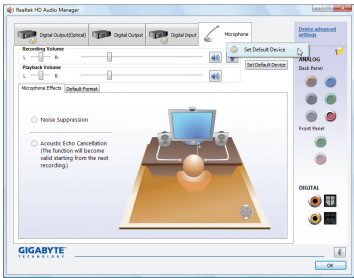 Realtek HD Audio Manager
Digital Output(Optical)
Digital Output
Digital Input
Microphone
Device advanced
settings
Set Default Device
Recording Volume
L
R
Set Default Device
Playback Volume
L
R
ANALOG
Back Panel
Microphone Effects
Default Format
Noise Suppression
Acoustic Echo Cancellation
(The function will become
valid starting from the next
recording.)
Front Panel
DIGITAL
GIGABYTE
TECHNOLOGY
i
OK